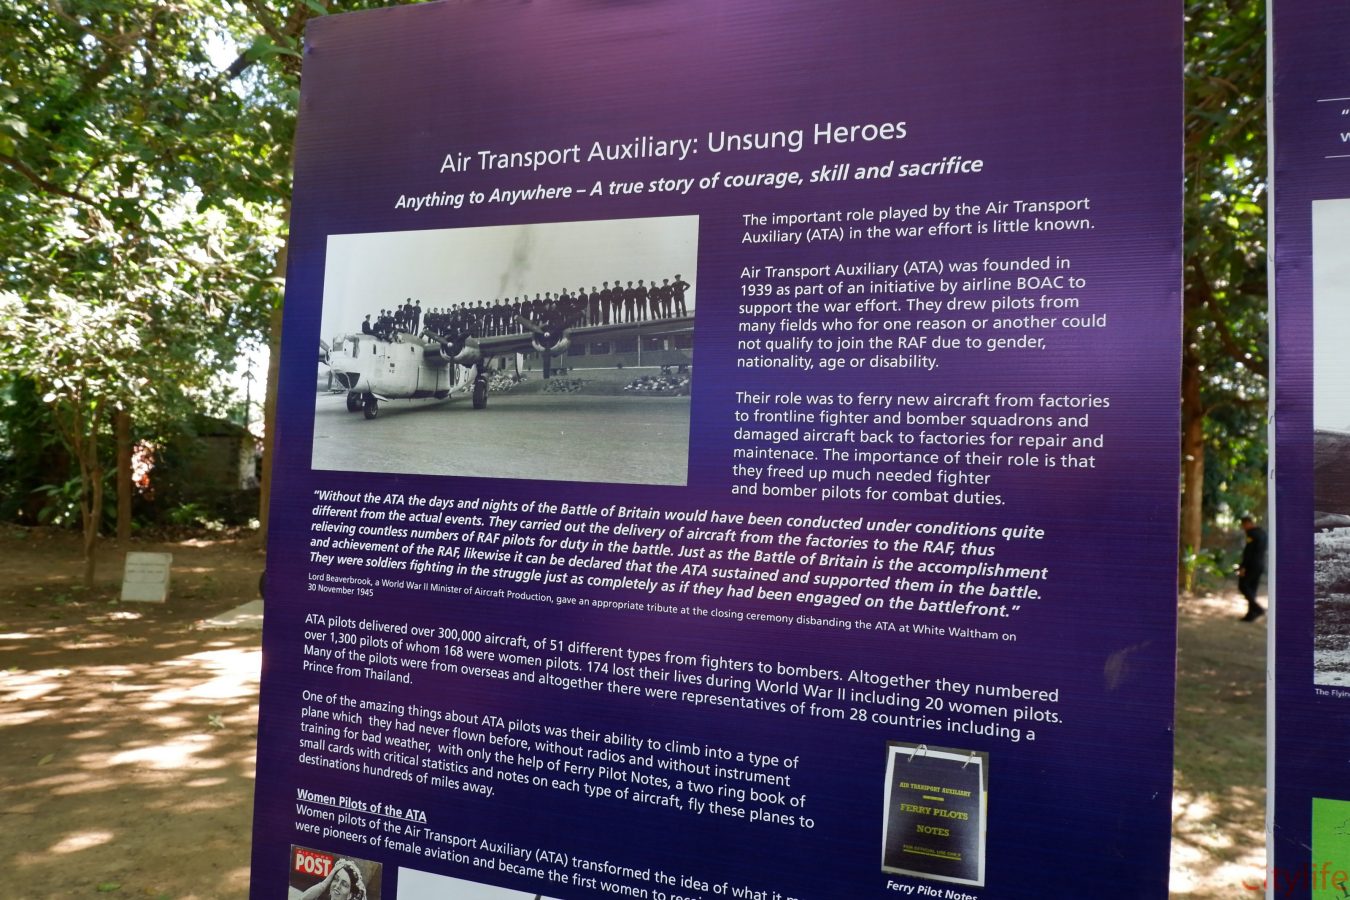 Air Transport Auxiliary: Unsung Heroes
Anything to Anywhere – A true story of courage, skill and sacrifice
The important role played by the Air Transport
Auxiliary (ATA) in the war effort is little known.
Air Transport Auxiliary (ATA) was founded in
1939 as part of an initiative by airline BOAC to
support the war effort. They drew pilots from
many fields who for one reason or another could
not qualify to join the RAF due to gender,
nationality, age or disability.
Their role was to ferry new aircraft from factories
to frontline fighter and bomber squadrons and
damaged aircraft back to factories for repair and
maintenace. The importance of their role is that
they freed up much needed fighter
and bomber pilots for combat duties.
"Without the ATA the days and nights of the Battle of Britain would have been conducted under conditions quite
different from the actual events. They carried out the delivery of aircraft from the factories to the RAF, thus
relieving countless numbers of RAF pilots for duty in the battle. Just as the Battle of Britain is the accomplishment
and achievement of the RAF, likewise it can be declared that the ATA sustained and supported them in the battle.
They were soldiers fighting in the struggle just as completely as if they had been engaged on the battlefront."
Lord Beaverbrook, a World War II Minister of Aircraft Production, gave an appropriate tribute at the closing ceremony disbanding the ATA at White Waltham on
30 November 1945
ATA pilots delivered over 300,000 aircraft, of 51 different types from fighters to bombers. Altogether they numbered
over 1,300 pilots of whom 168 were women pilots. 174 lost their lives during World War II including 20 women pilots.
Many of the pilots were from overseas and altogether there were representatives of from 28 countries including a
Prince from Thailand.
One of the amazing things about ATA pilots was their ability to climb into a type of
plane which they had never flown before, without radios and without instrument
training for bad weather, with only the help of Ferry Pilot Notes, a two ring book of
small cards with critical statistics and notes on each type of aircraft, fly these planes to
destinations hundreds of miles away.
AIR TRANSPORT AUXILIARY
FERRY PILOTS
NOTES
FOR OFFICIAL USE ONLY
Ferry Pilot Notes
Women Pilots of the ATA
Women pilots of the Air Transport Auxiliary (ATA) transformed the idea of what it
were pioneers of female aviation and became the first women to
POST
"
The
Citylife